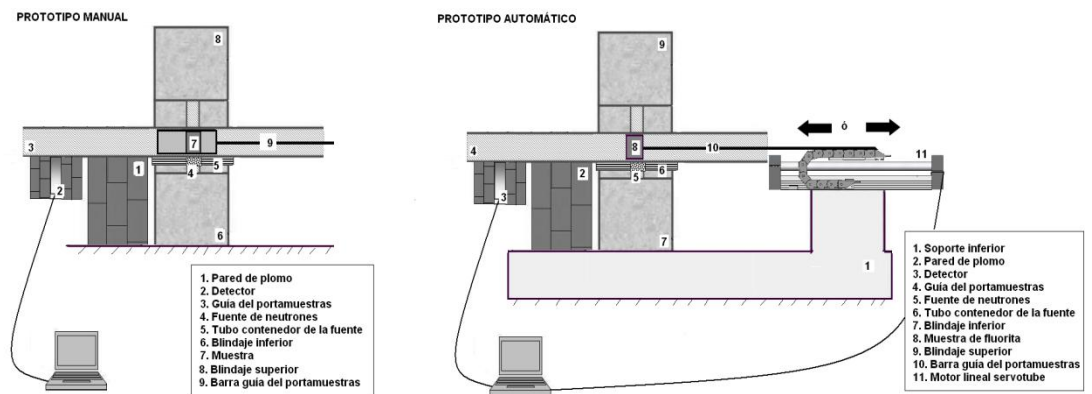 PROTOTIPO MANUAL
8
7
9
3
1
2
4
5
6
1. Pared de plomo
2. Detector
3. Guía del portamuestras
4. Fuente de neutrones
5. Tubo contenedor de la fuente
6. Blindaje inferior
7. Muestra
8. Blindaje superior
9. Barra guía del portamuestras
PROTOTIPO AUTOMÁTICO
9
ó
8
10
4
11
2
3
5
6
7
1
1. Soporte inferior
2. Pared de plomo
3. Detector
4. Guía del portamuestras
5. Fuente de neutrones
6. Tubo contenedor de la fuente
7. Blindaje inferior
8. Muestra de fluorita
9. Blindaje superior
10. Barra guía del portamuestras
11. Motor lineal servotube